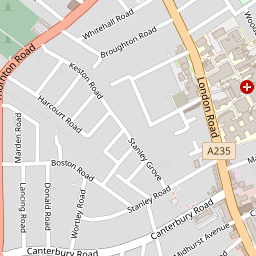 Whitehall Road
Broughton Road
Thornton Road
Keston Road
London Road
Harcourt Road
A235
Marden Road
Stanley Grove
Boston Road
Lancing Road
Donald Road
Wortley Road
Stanley Road
Canterbury Road
Midhurst Avenue